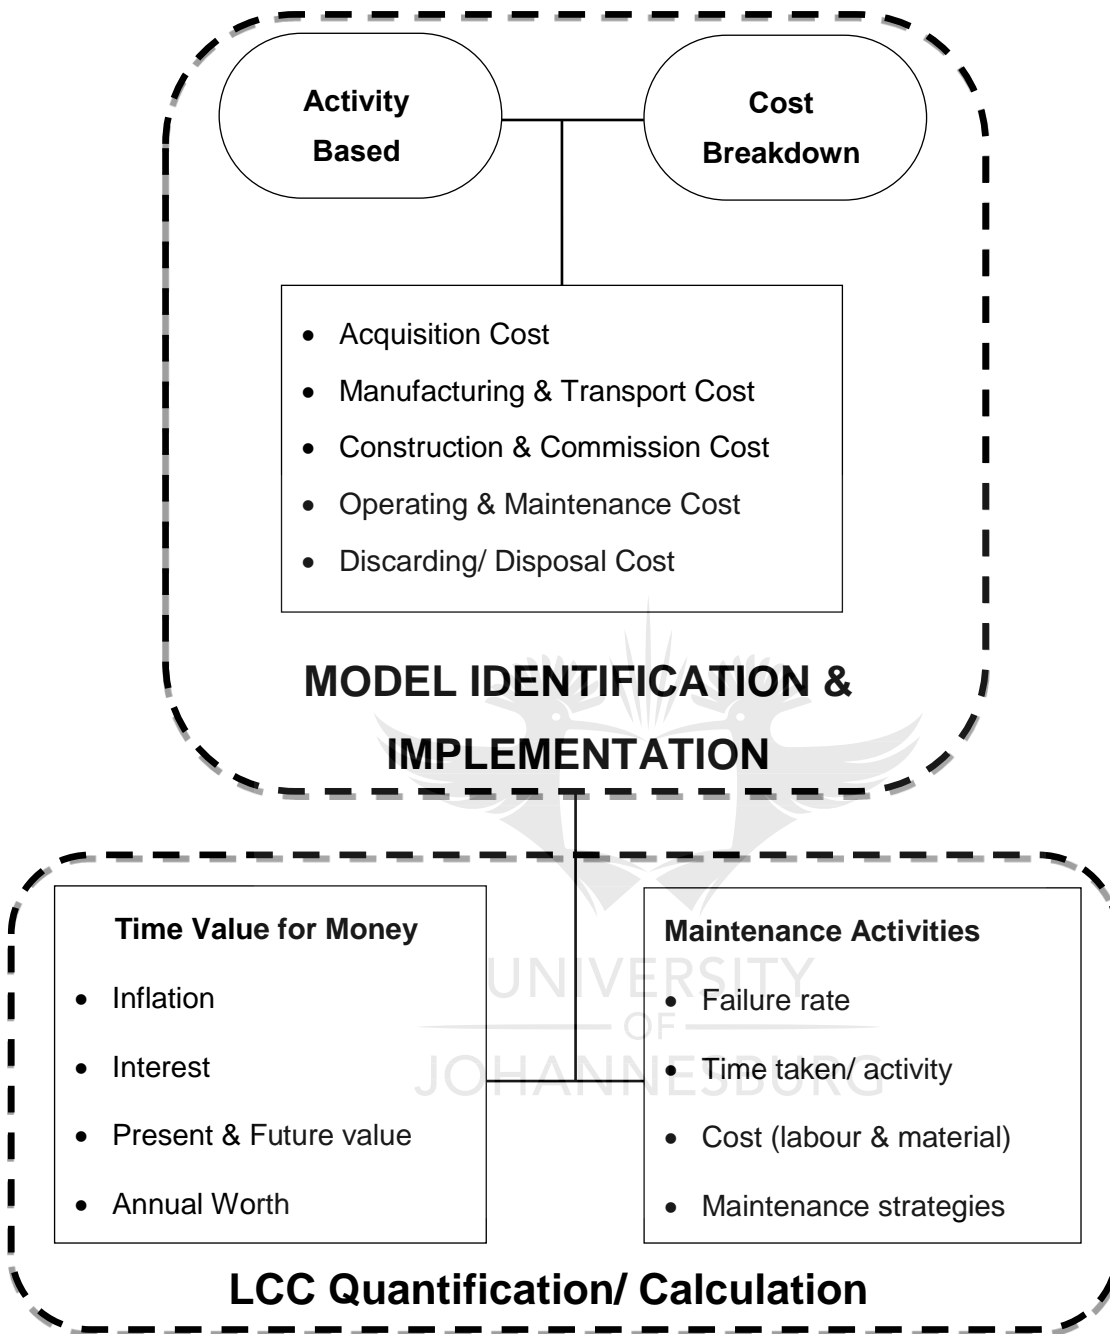 Activity
Based
Cost
Breakdown
• Acquisition Cost
• Manufacturing & Transport Cost
• Construction & Commission Cost
• Operating & Maintenance Cost
• Discarding/ Disposal Cost
MODEL IDENTIFICATION &
IMPLEMENTATION
Time Value for Money
• Inflation
• Interest
• Present & Future value
• Annual Worth
Maintenance Activities
• Failure rate
• Time taken/ activity
• Cost (labour & material)
• Maintenance strategies
UNIVERSITY
OF
JOHANNESBURG
LCC Quantification/ Calculation